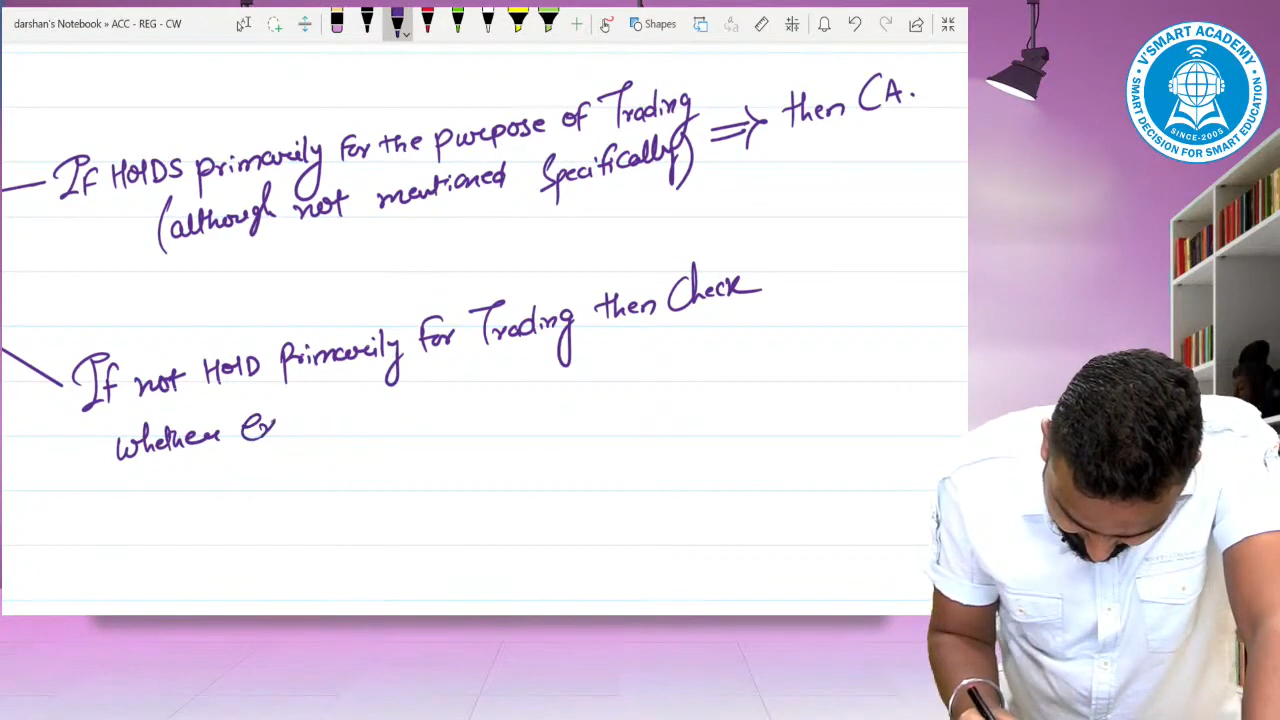 darshan's Notebook » ACC - REG - CW
Shapes
V'SMART ACADEMY
SINCE-2005
SMART DECISION FOR SMART EDUCATION
If HOLDS primarily for the purpose of Trading
(although not mentioned specifically) ⇒ then CA.
If not HOLD primarily for Trading then Check
whether